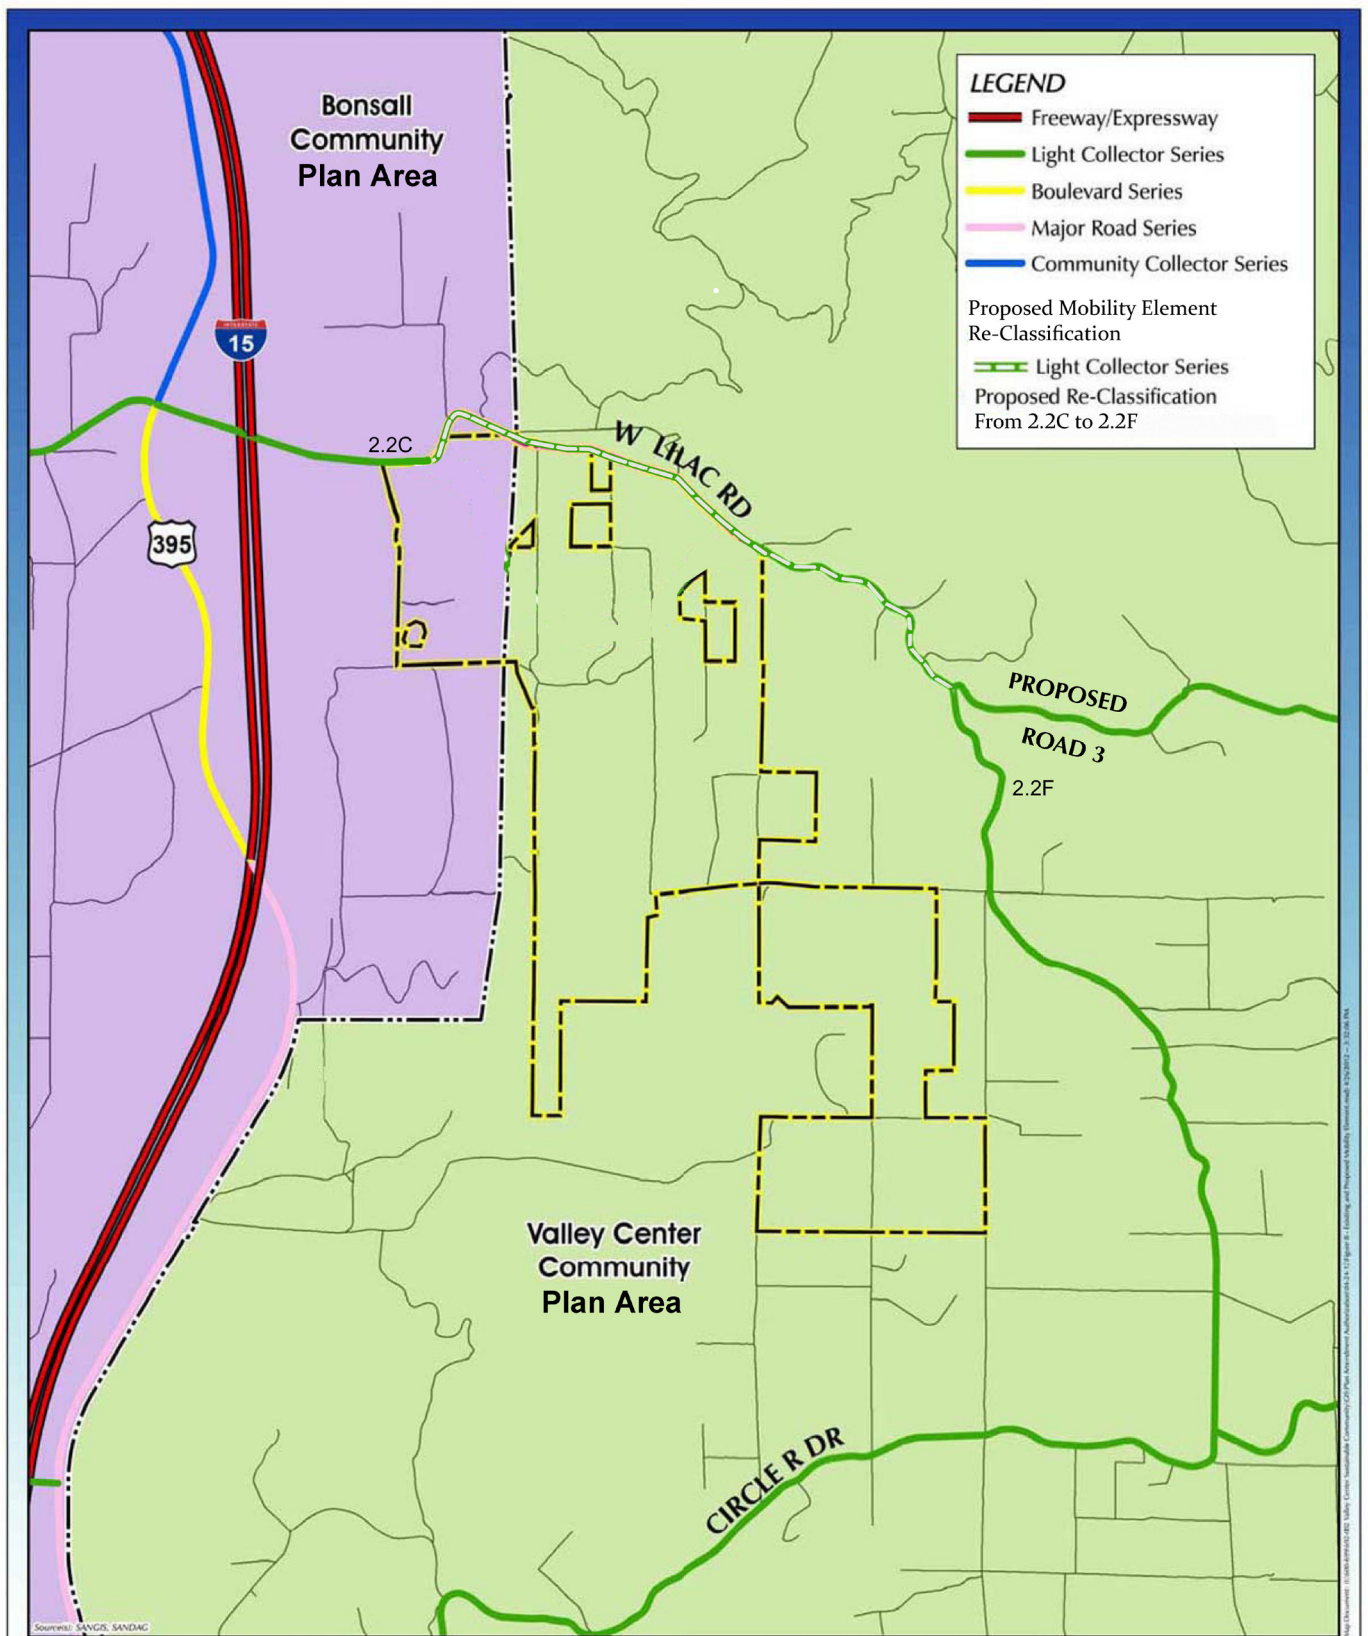 Bonsall
Community
Plan Area
LEGEND
Freeway/Expressway
Light Collector Series
Boulevard Series
Major Road Series
Community Collector Series
Proposed Mobility Element
Re-Classification
Light Collector Series
Proposed Re-Classification
From 2.2C to 2.2F
INTERSTATE
15
2.2C
W LILAC RD
395
PROPOSED
ROAD 3
2.2F
Valley Center
Community
Plan Area
CIRCLE R DR
Source(s): SANGIS, SANDAG